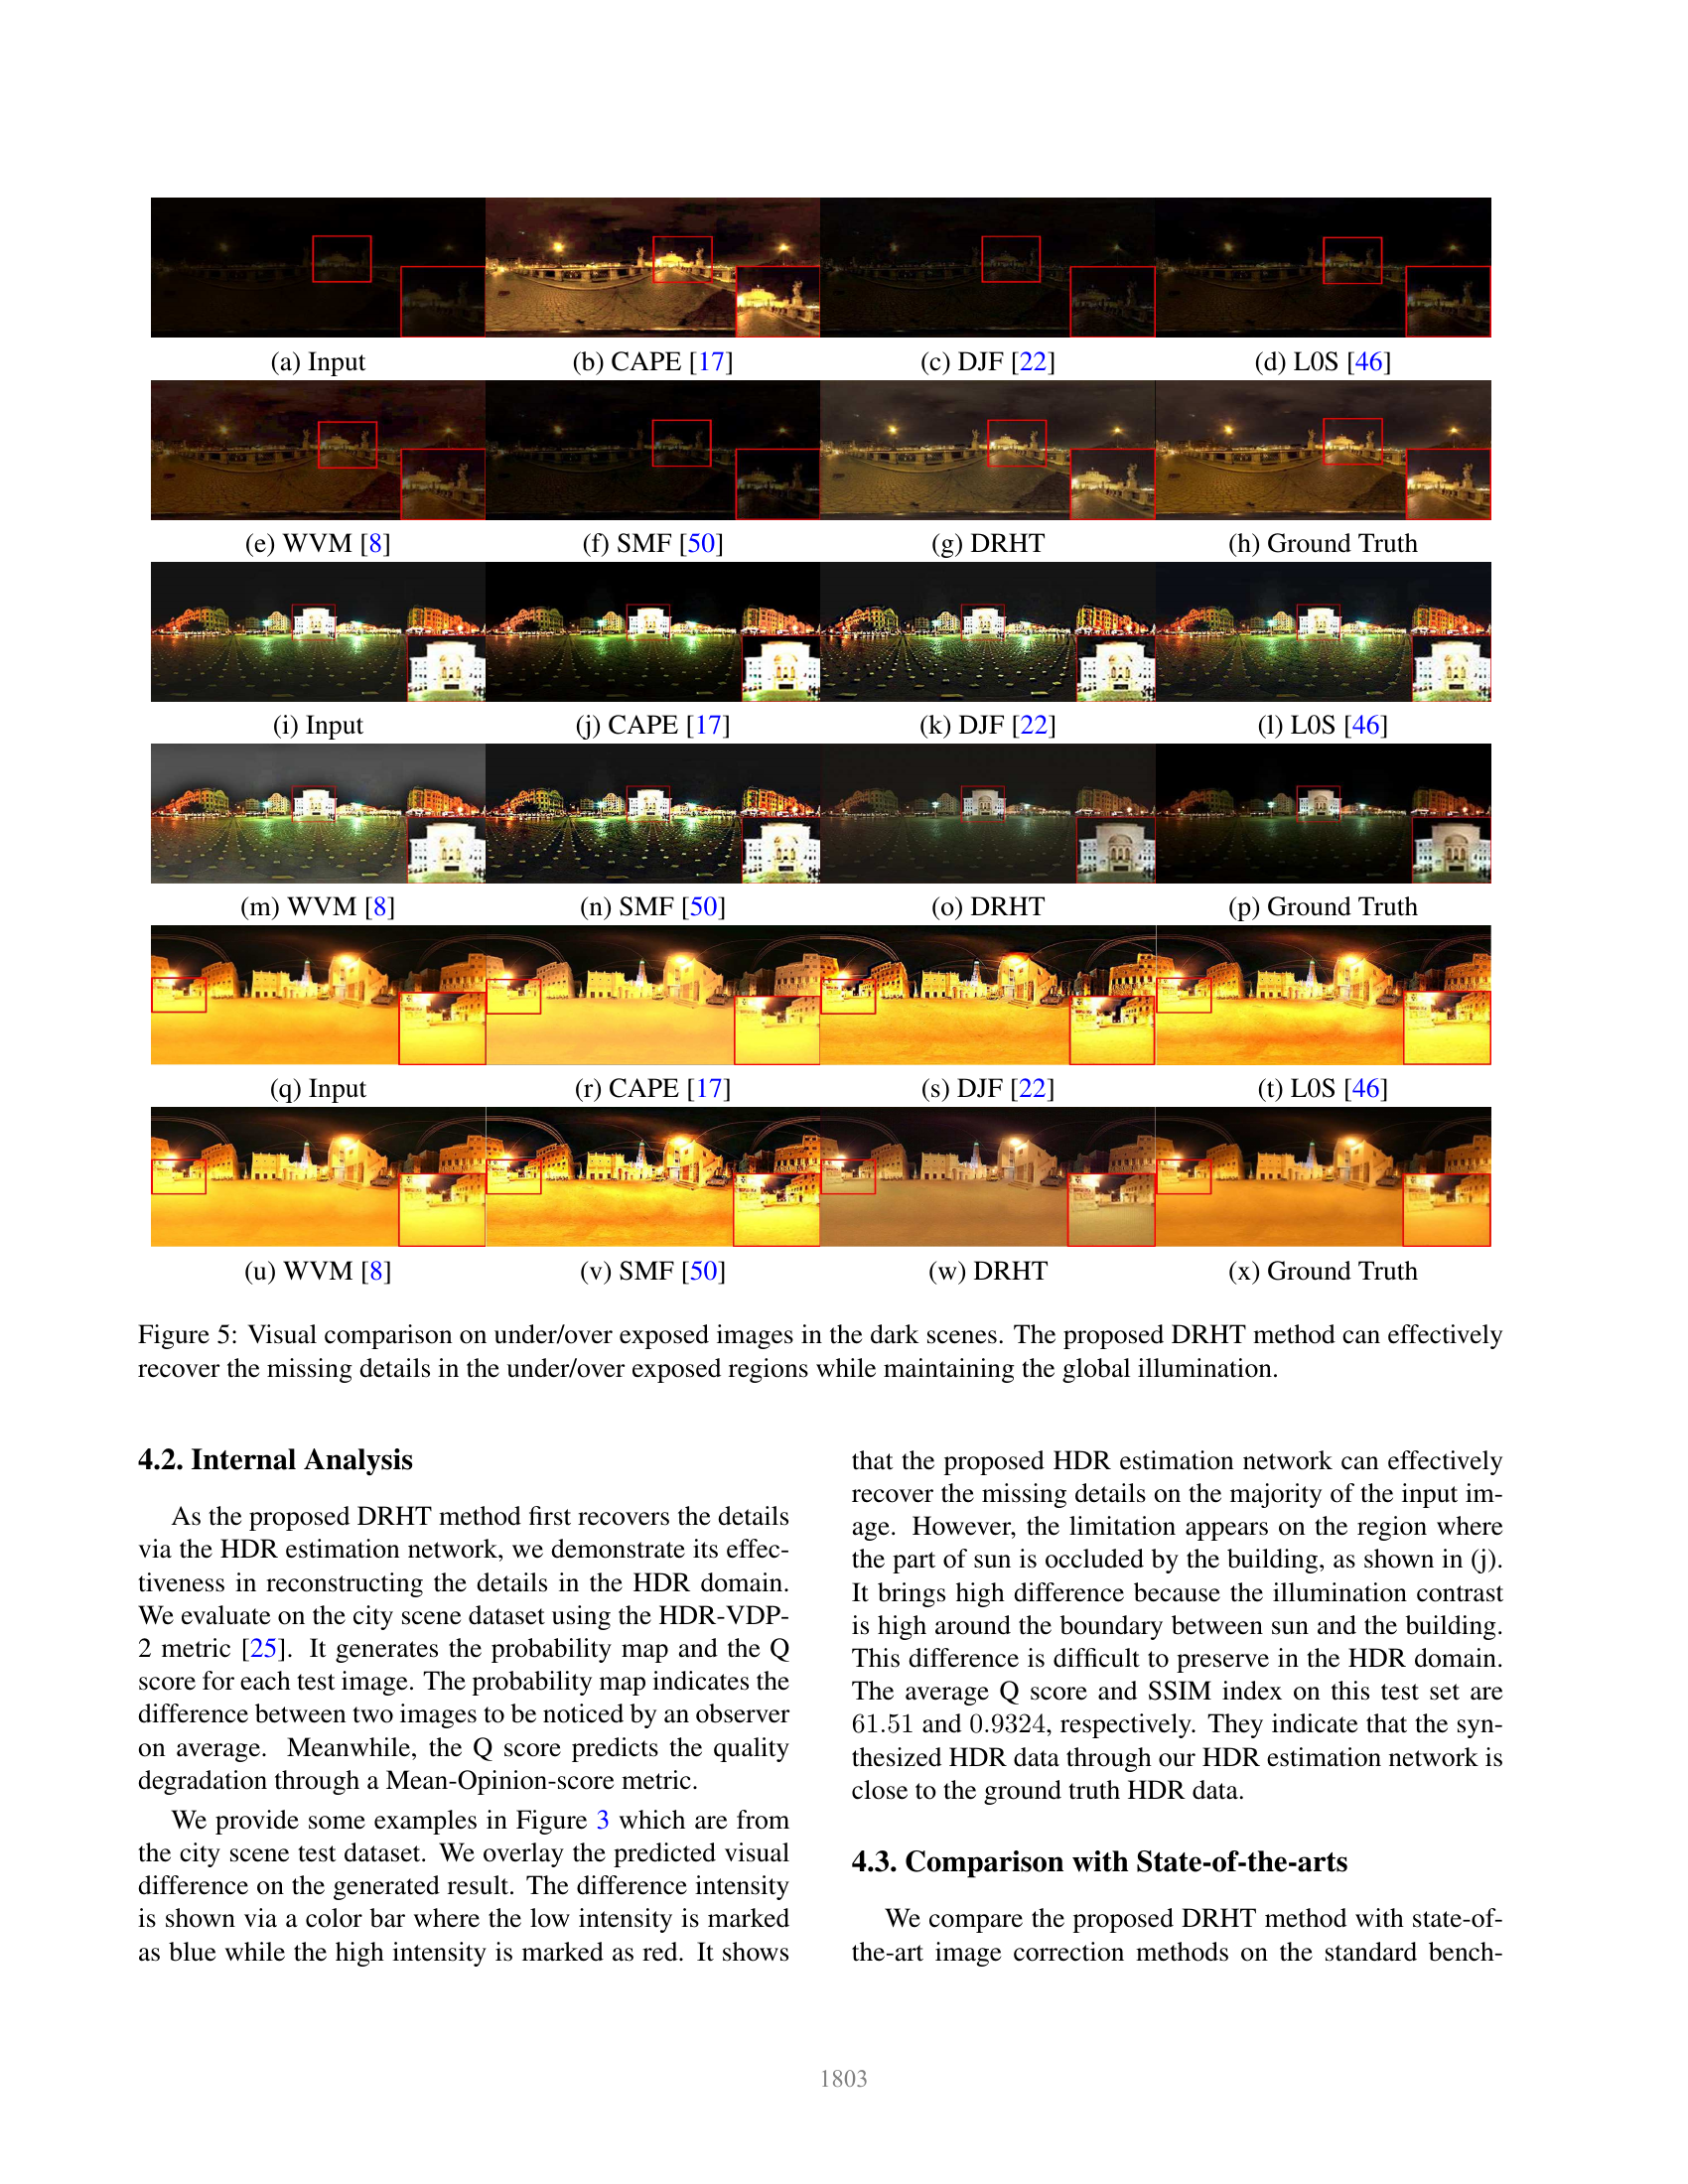 (a) Input
(b) CAPE [17]
(c) DJF [22]
(d) L0S [46]
(e) WVM [8]
(f) SMF [50]
(g) DRHT
(h) Ground Truth
(i) Input
(j) CAPE [17]
(k) DJF [22]
(l) L0S [46]
(m) WVM [8]
(n) SMF [50]
(o) DRHT
(p) Ground Truth
(q) Input
(r) CAPE [17]
(s) DJF [22]
(t) L0S [46]
(u) WVM [8]
(v) SMF [50]
(w) DRHT
(x) Ground Truth
Figure 5: Visual comparison on under/over exposed images in the dark scenes. The proposed DRHT method can effectively
recover the missing details in the under/over exposed regions while maintaining the global illumination.
4.2. Internal Analysis
As the proposed DRHT method first recovers the details
via the HDR estimation network, we demonstrate its effec-
tiveness in reconstructing the details in the HDR domain.
We evaluate on the city scene dataset using the HDR-VDP-
2 metric [25]. It generates the probability map and the Q
score for each test image. The probability map indicates the
difference between two images to be noticed by an observer
on average. Meanwhile, the Q score predicts the quality
degradation through a Mean-Opinion-score metric.
We provide some examples in Figure 3 which are from
the city scene test dataset. We overlay the predicted visual
difference on the generated result. The difference intensity
is shown via a color bar where the low intensity is marked
as blue while the high intensity is marked as red. It shows
that the proposed HDR estimation network can effectively
recover the missing details on the majority of the input im-
age. However, the limitation appears on the region where
the part of sun is occluded by the building, as shown in (j).
It brings high difference because the illumination contrast
is high around the boundary between sun and the building.
This difference is difficult to preserve in the HDR domain.
The average Q score and SSIM index on this test set are
61.51 and 0.9324, respectively. They indicate that the syn-
thesized HDR data through our HDR estimation network is
close to the ground truth HDR data.
4.3. Comparison with State-of-the-arts
We compare the proposed DRHT method with state-of-
the-art image correction methods on the standard bench-
1803